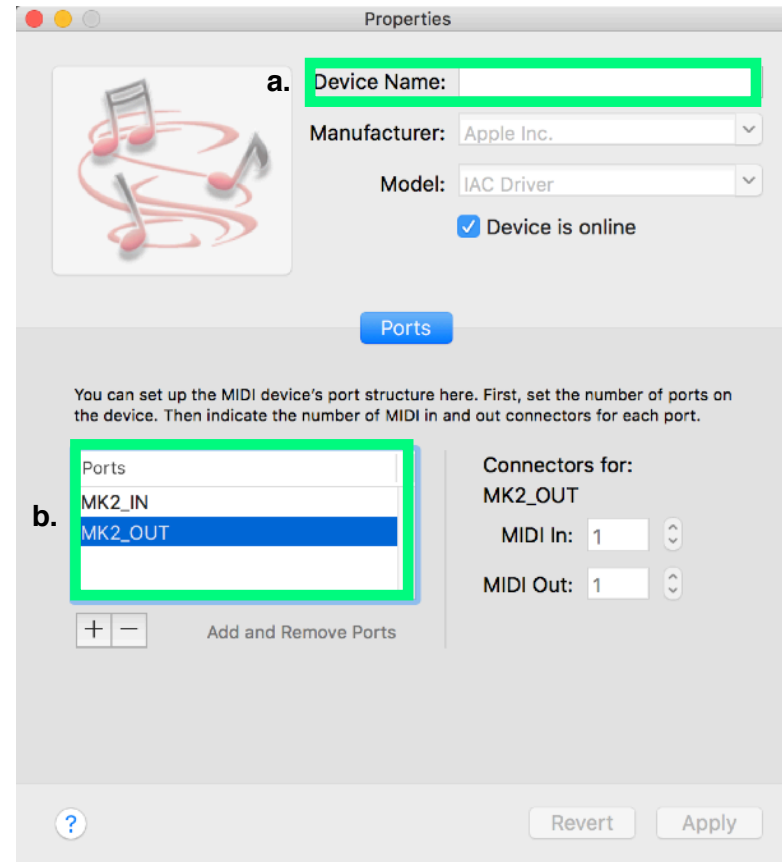 Properties
a.
Device Name:
Manufacturer: Apple Inc.
Model: IAC Driver
Device is online
Ports
You can set up the MIDI device's port structure here. First, set the number of ports on
the device. Then indicate the number of MIDI in and out connectors for each port.
b.
Ports
MK2_IN
MK2_OUT
+ −
Add and Remove Ports
Connectors for:
MK2_OUT
MIDI In: 1
MIDI Out: 1
?
Revert
Apply